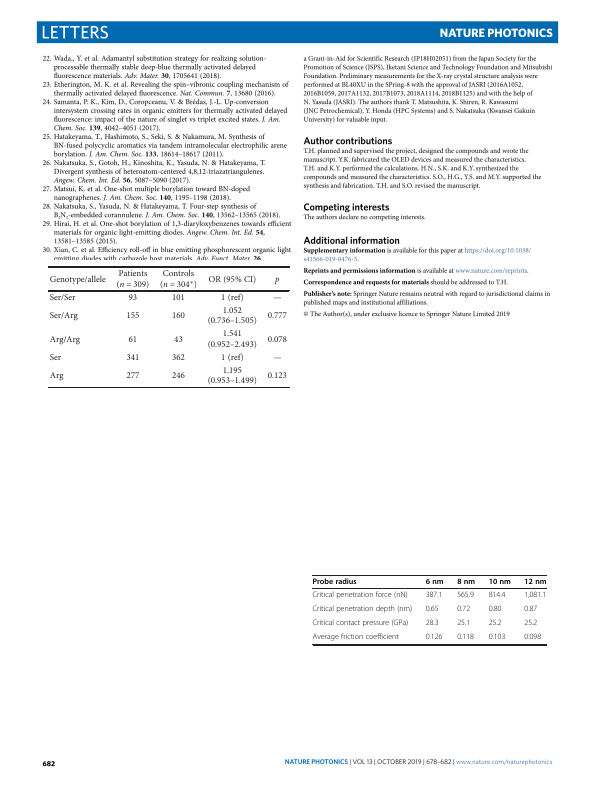 LETTERS
NATURE PHOTONICS
22. Wada., Y. et al. Adamantyl substitution strategy for realizing solution-
processable thermally stable deep-blue thermally activated delayed
fluorescence materials. Adv. Mater. 30, 1705641 (2018).
23. Etherington, M. K. et al. Revealing the spin–vibronic coupling mechanism of
thermally activated delayed fluorescence. Nat. Commun. 7, 13680 (2016).
24. Samanta, P. K., Kim, D., Coropceanu, V. & Brédas, J.-L. Up-conversion
intersystem crossing rates in organic emitters for thermally activated delayed
fluorescence: impact of the nature of singlet vs triplet excited states. J. Am.
Chem. Soc. 139, 4042–4051 (2017).
25. Hatakeyama, T., Hashimoto, S., Seki, S. & Nakamura, M. Synthesis of
BN-fused polycyclic aromatics via tandem intramolecular electrophilic arene
borylation. J. Am. Chem. Soc. 133, 18614–18617 (2011).
26. Nakatsuka, S., Gotoh, H., Kinoshita, K., Yasuda, N. & Hatakeyama, T.
Divergent synthesis of heteroatom-centered 4,8,12-triazatriangulenes.
Angew. Chem. Int. Ed. 56, 5087–5090 (2017).
27. Matsui, K. et al. One-shot multiple borylation toward BN-doped
nanographenes. J. Am. Chem. Soc. 140, 1195–1198 (2018).
28. Nakatsuka, S., Yasuda, N. & Hatakeyama, T. Four-step synthesis of
B2N2-embedded corannulene. J. Am. Chem. Soc. 140, 13562–13565 (2018).
29. Hirai, H. et al. One-shot borylation of 1,3-diaryloxybenzenes towards efficient
materials for organic light-emitting diodes. Angew. Chem. Int. Ed. 54,
13581–13585 (2015).
30. Xian, C. et al. Efficiency roll-off in blue emitting phosphorescent organic light
emitting diodes with carbazole host materials. Adv. Funct. Mater. 26,
Genotype/allele Patients (n = 309) Controls (n = 304*) OR (95% CI) p
Ser/Ser 93 101 1 (ref) —
Ser/Arg 155 160 1.052 (0.736–1.505) 0.777
Arg/Arg 61 43 1.541 (0.952–2.493) 0.078
Ser 341 362 1 (ref) —
Arg 277 246 1.195 (0.953–1.499) 0.123
a Grant-in-Aid for Scientific Research (JP18H02051) from the Japan Society for the
Promotion of Science (JSPS), Iketani Science and Technology Foundation and Mitsubishi
Foundation. Preliminary measurements for the X-ray crystal structure analysis were
performed at BL40XU in the SPring-8 with the approval of JASRI (2016A1052,
2016B1059, 2017A1132, 2017B1073, 2018A1114, 2018B1125) and with the help of
N. Yasuda (JASRI). The authors thank T. Matsushita, K. Shiren, R. Kawasumi
(JNC Petrochemical), Y. Honda (HPC Systems) and S. Nakatsuka (Kwansei Gakuin
University) for valuable input.
Author contributions
T.H. planned and supervised the project, designed the compounds and wrote the
manuscript. Y.K. fabricated the OLED devices and measured the characteristics.
T.H. and K.Y. performed the calculations. H.N., S.K. and K.Y. synthesized the
compounds and measured the characteristics. S.O., H.G., Y.S. and M.Y. supported the
synthesis and fabrication. T.H. and S.O. revised the manuscript.
Competing interests
The authors declare no competing interests.
Additional information
Supplementary information is available for this paper at https://doi.org/10.1038/
s41566-019-0476-5.
Reprints and permissions information is available at www.nature.com/reprints.
Correspondence and requests for materials should be addressed to T.H.
Publisher's note: Springer Nature remains neutral with regard to jurisdictional claims in
published maps and institutional affiliations.
© The Author(s), under exclusive licence to Springer Nature Limited 2019
Probe radius 6 nm 8 nm 10 nm 12 nm
Critical penetration force (nN) 387.1 565.9 814.4 1,081.1
Critical penetration depth (nm) 0.65 0.72 0.80 0.87
Critical contact pressure (GPa) 28.3 25.1 25.2 25.2
Average friction coefficient 0.126 0.118 0.103 0.098
682
NATURE PHOTONICS | VOL 13 | OCTOBER 2019 | 678–682 | www.nature.com/naturephotonics